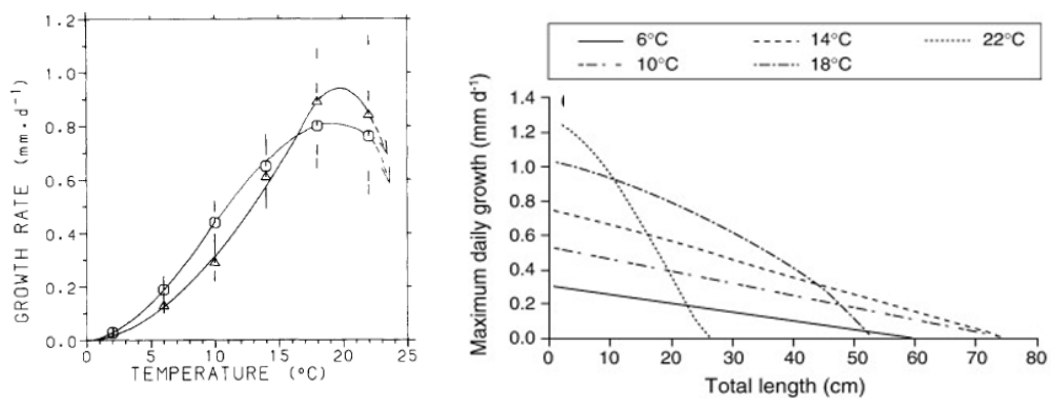 1.2
1.0
0.8
0.6
0.4
0.2
0.0
GROWTH RATE (mm·d⁻¹)
0 5 10 15 20 25
TEMPERATURE (ºC)
6°C 14°C 22°C
10°C 18°C
1.4
1.2
1.0
0.8
0.6
0.4
0.2
0.0
Maximum daily growth (mm d⁻¹)
0 10 20 30 40 50 60 70 80
Total length (cm)